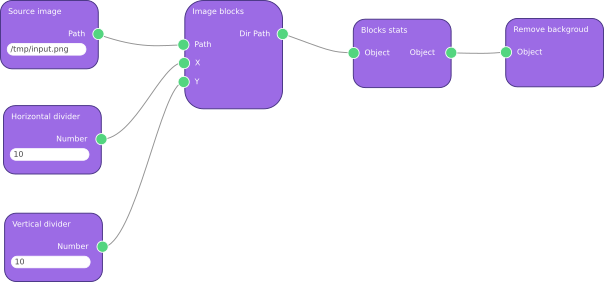 Source image
Path
/tmp/input.png
Horizontal divider
Number
10
Vertical divider
Number
10
Image blocks
Dir Path
Path
X
Y
Blocks stats
Object Object
Remove backgroud
Object